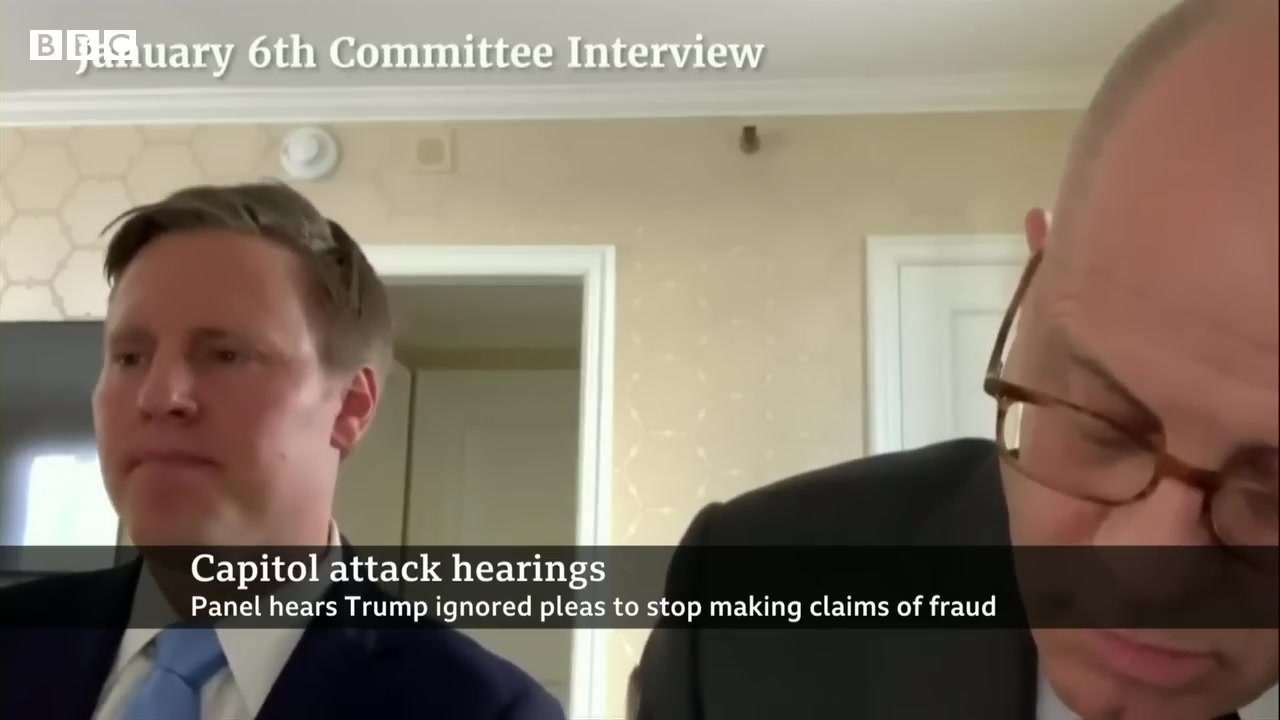 BBC
January 6th Committee Interview
Capitol attack hearings
Panel hears Trump ignored pleas to stop making claims of fraud